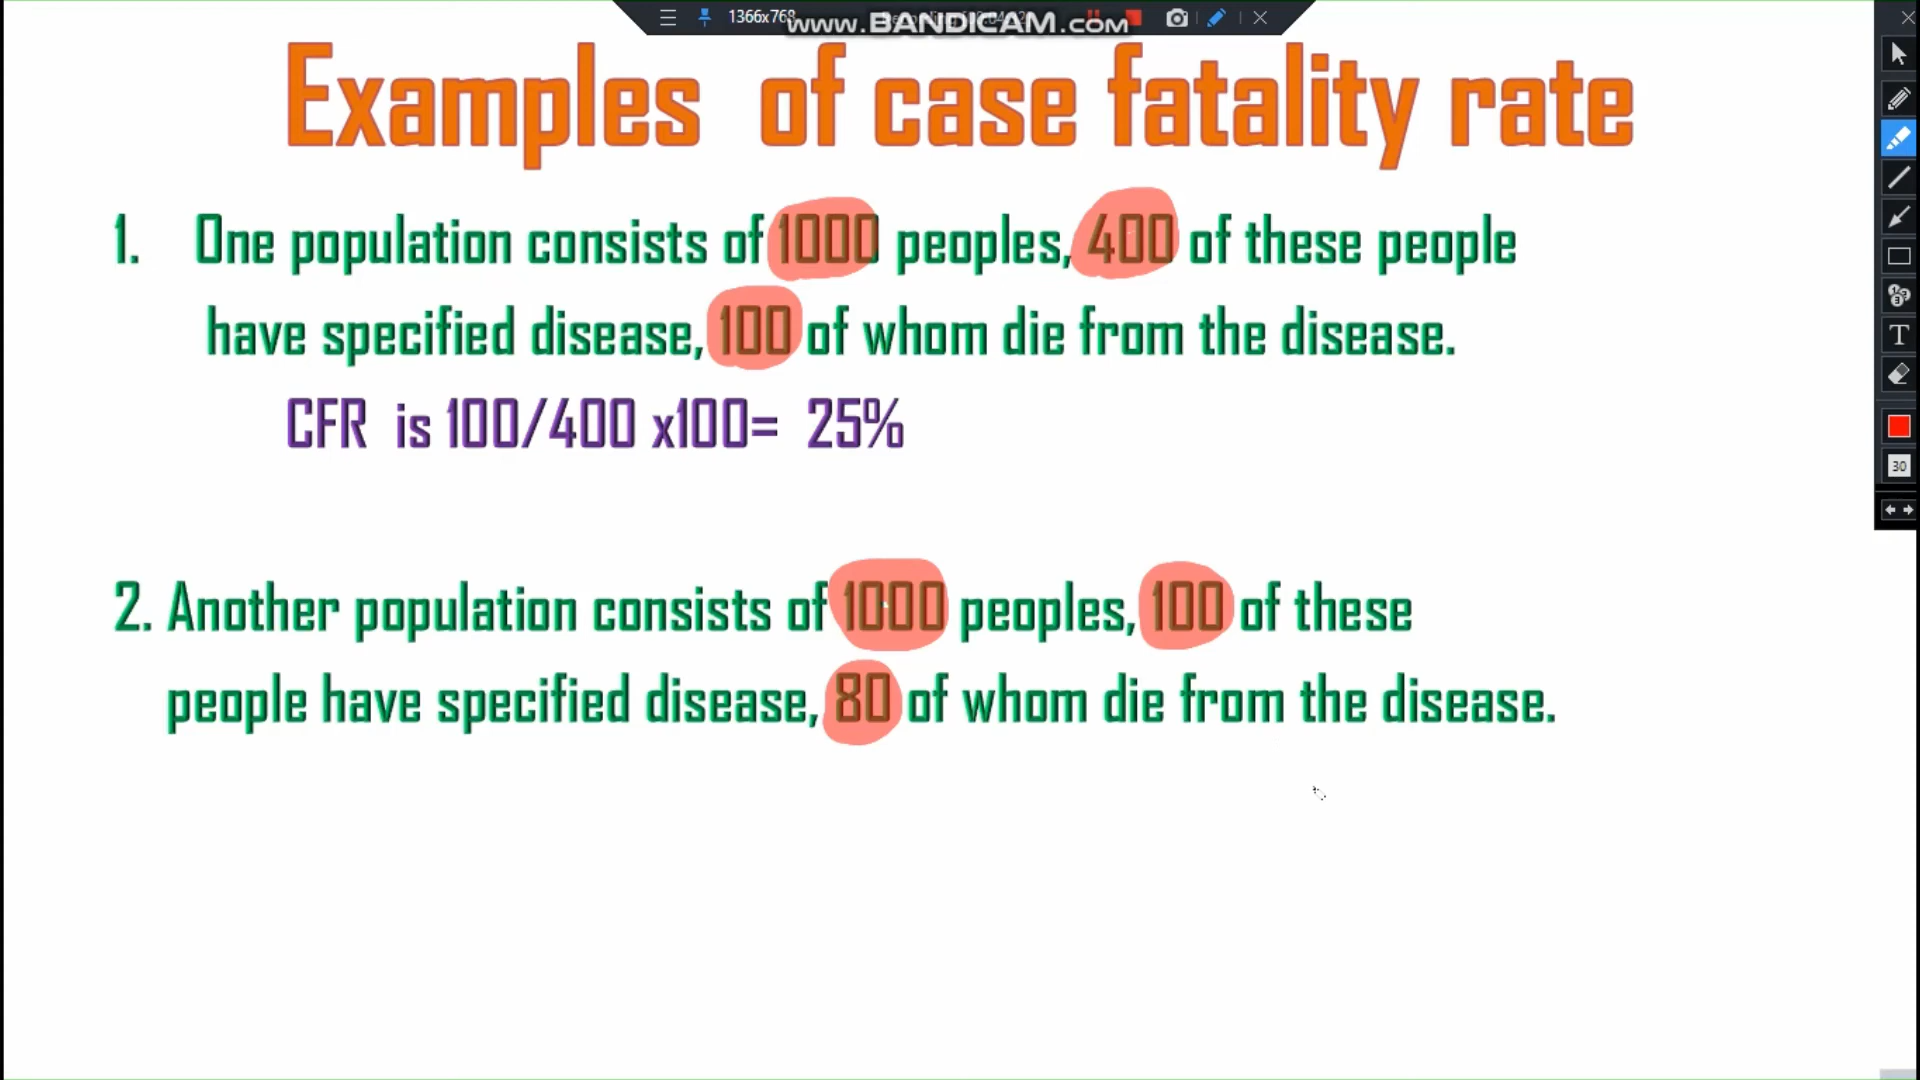 1366x768
www.BANDICAM.com
Examples of case fatality rate
1. One population consists of 1000 peoples, 400 of these people
have specified disease, 100 of whom die from the disease.
CFR is 100/400 x100= 25%
2. Another population consists of 1000 peoples, 100 of these
people have specified disease, 80 of whom die from the disease.
T
30